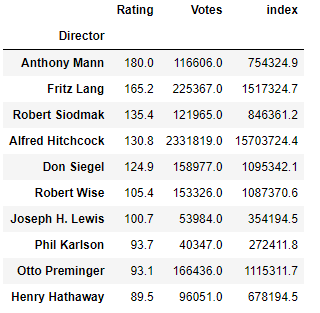 Rating Votes index
Director
Anthony Mann 180.0 116606.0 754324.9
Fritz Lang 165.2 225367.0 1517324.7
Robert Siodmak 135.4 121965.0 846361.2
Alfred Hitchcock 130.8 2331819.0 15703724.4
Don Siegel 124.9 158977.0 1095342.1
Robert Wise 105.4 153326.0 1087370.6
Joseph H. Lewis 100.7 53984.0 354194.5
Phil Karlson 93.7 40347.0 272411.8
Otto Preminger 93.1 166436.0 1115311.7
Henry Hathaway 89.5 96051.0 678194.5